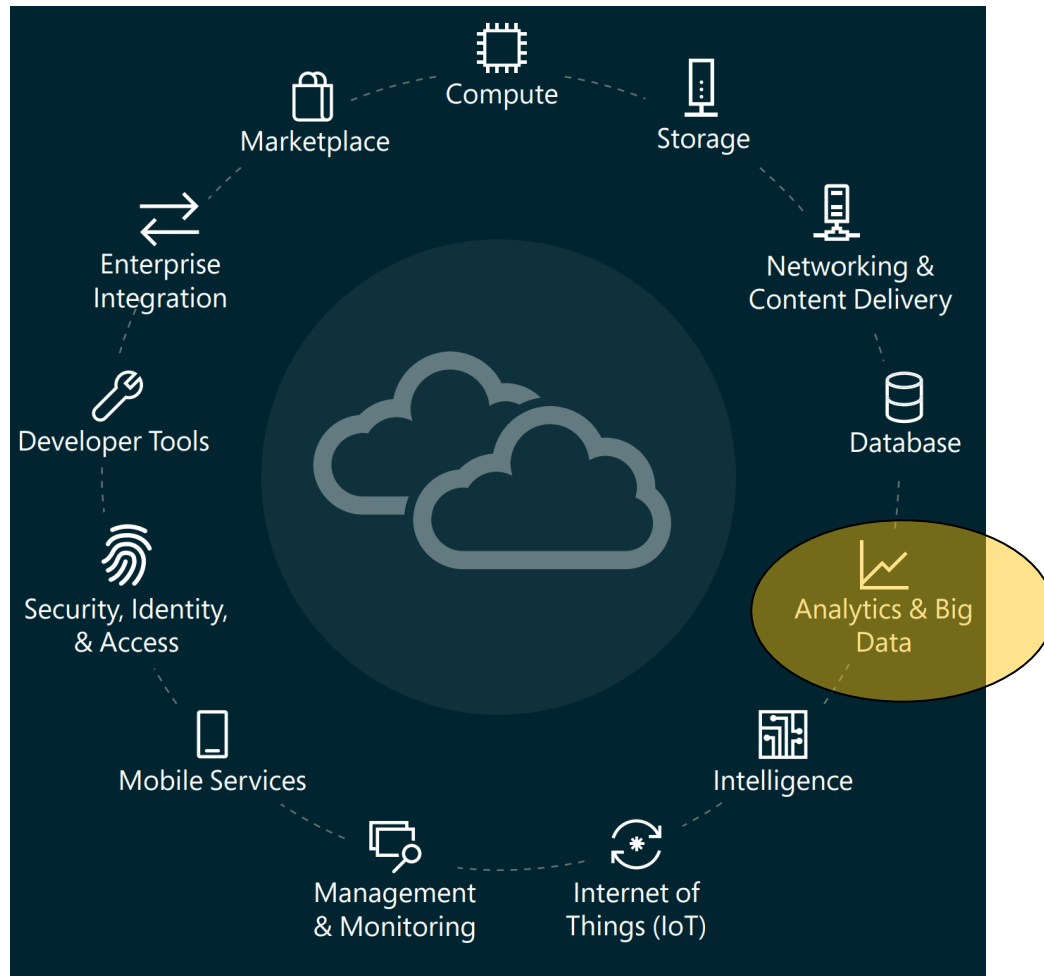 Compute
Storage
Networking &
Content Delivery
Database
Analytics & Big
Data
Intelligence
Internet of
Things (IoT)
Management
& Monitoring
Mobile Services
Security, Identity,
& Access
Developer Tools
Enterprise
Integration
Marketplace